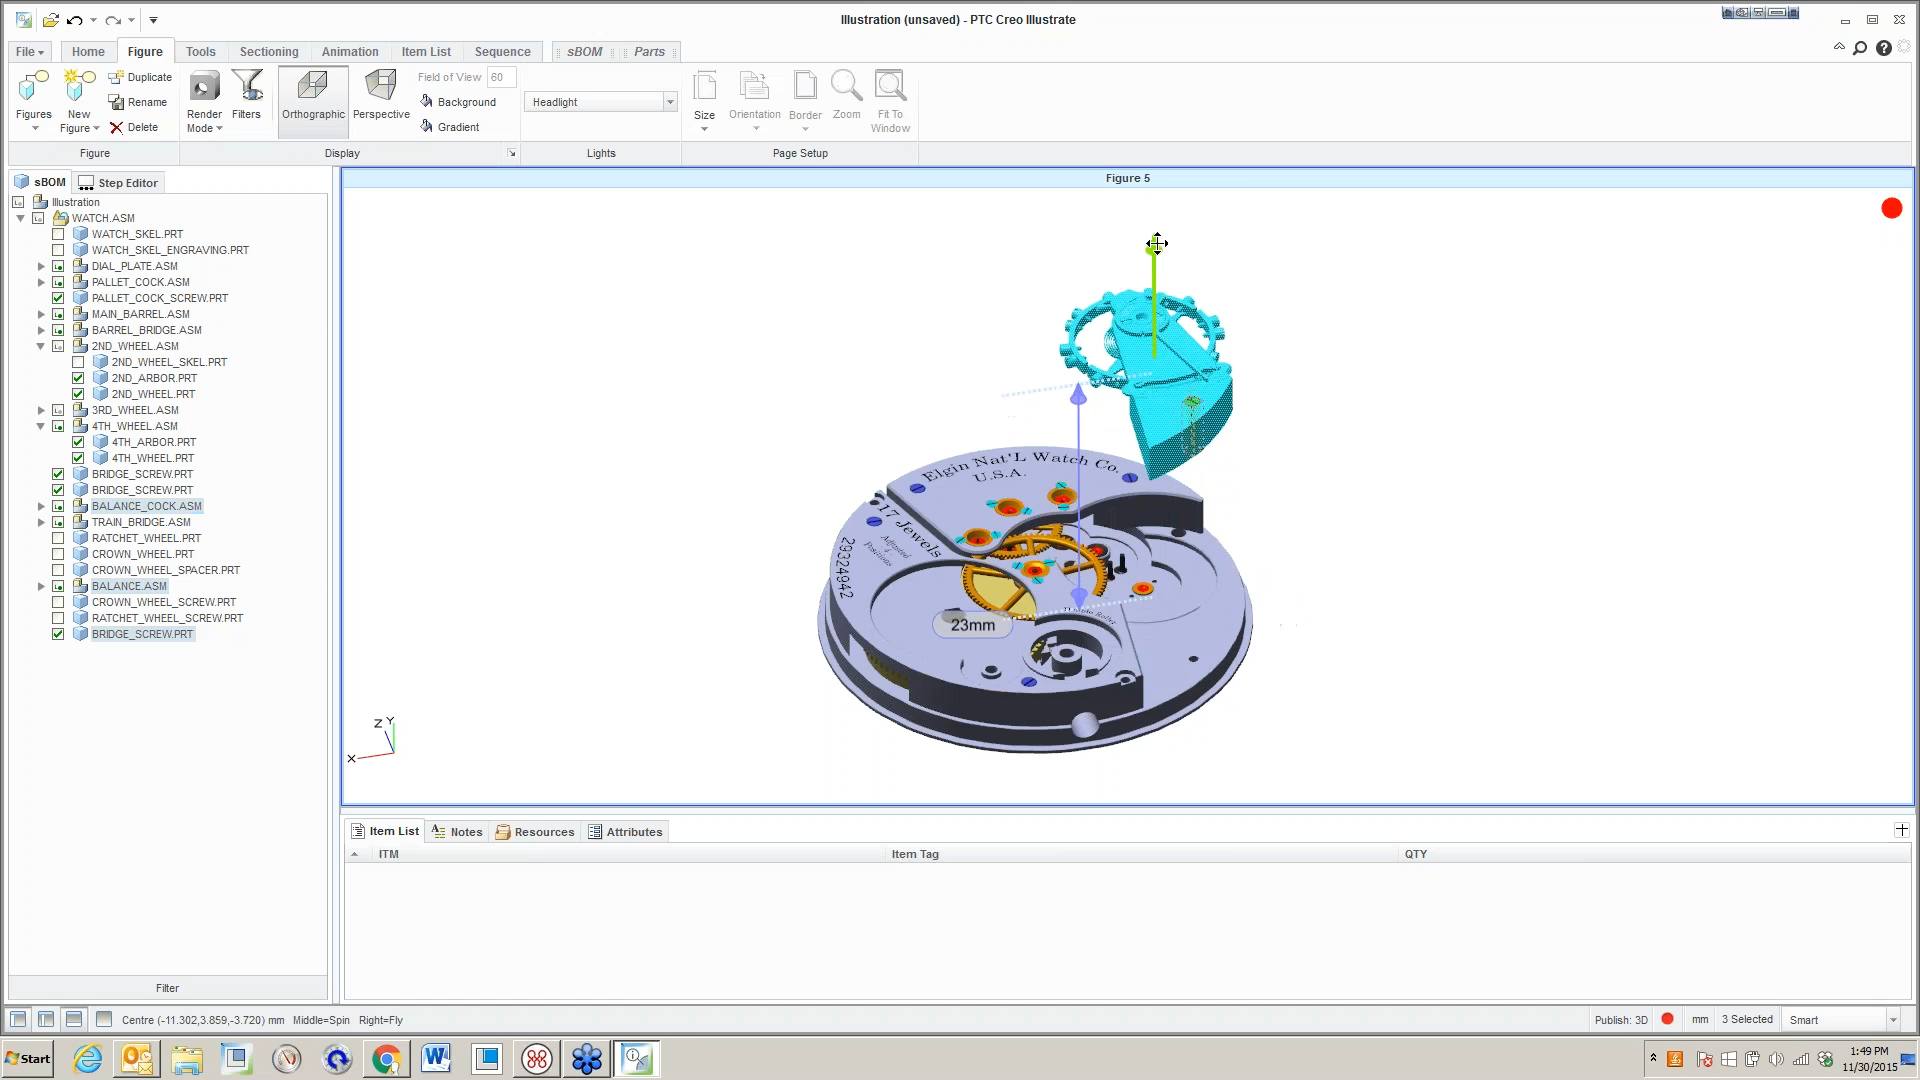 Illustration (unsaved) - PTC Creo Illustrate
File Home Figure Tools Sectioning Animation Item List Sequence sBOM Parts
Figures
New Figure
Duplicate
Rename
Delete
Render Mode
Filters
Orthographic
Perspective
Field of View 60
Background
Gradient
Headlight
Size
Orientation
Border
Zoom
Fit To Window
Figure Display Lights Page Setup
sBOM Step Editor
Figure 5
Illustration
WATCH.ASM
WATCH_SKEL.PRT
WATCH_SKEL_ENGRAVING.PRT
DIAL_PLATE.ASM
PALLET_COCK.ASM
PALLET_COCK_SCREW.PRT
MAIN_BARREL.ASM
BARREL_BRIDGE.ASM
2ND_WHEEL.ASM
2ND_WHEEL_SKEL.PRT
2ND_ARBOR.PRT
2ND_WHEEL.PRT
3RD_WHEEL.ASM
4TH_WHEEL.ASM
4TH_ARBOR.PRT
4TH_WHEEL.PRT
BRIDGE_SCREW.PRT
BRIDGE_SCREW.PRT
BALANCE_COCK.ASM
TRAIN_BRIDGE.ASM
RATCHET_WHEEL.PRT
CROWN_WHEEL.PRT
CROWN_WHEEL_SPACER.PRT
BALANCE.ASM
CROWN_WHEEL_SCREW.PRT
RATCHET_WHEEL_SCREW.PRT
BRIDGE_SCREW.PRT
Filter
Elgin Nat'L Watch Co.
U.S.A.
17 Jewels
Adjusted
4
Positions
29324942
23mm
Z Y
X
Item List Notes Resources Attributes
ITM Item Tag QTY
Centre (-11.302,3.859,-3.720) mm Middle=Spin Right=Fly
Publish: 3D mm 3 Selected Smart
Start
1:49 PM
11/30/2015